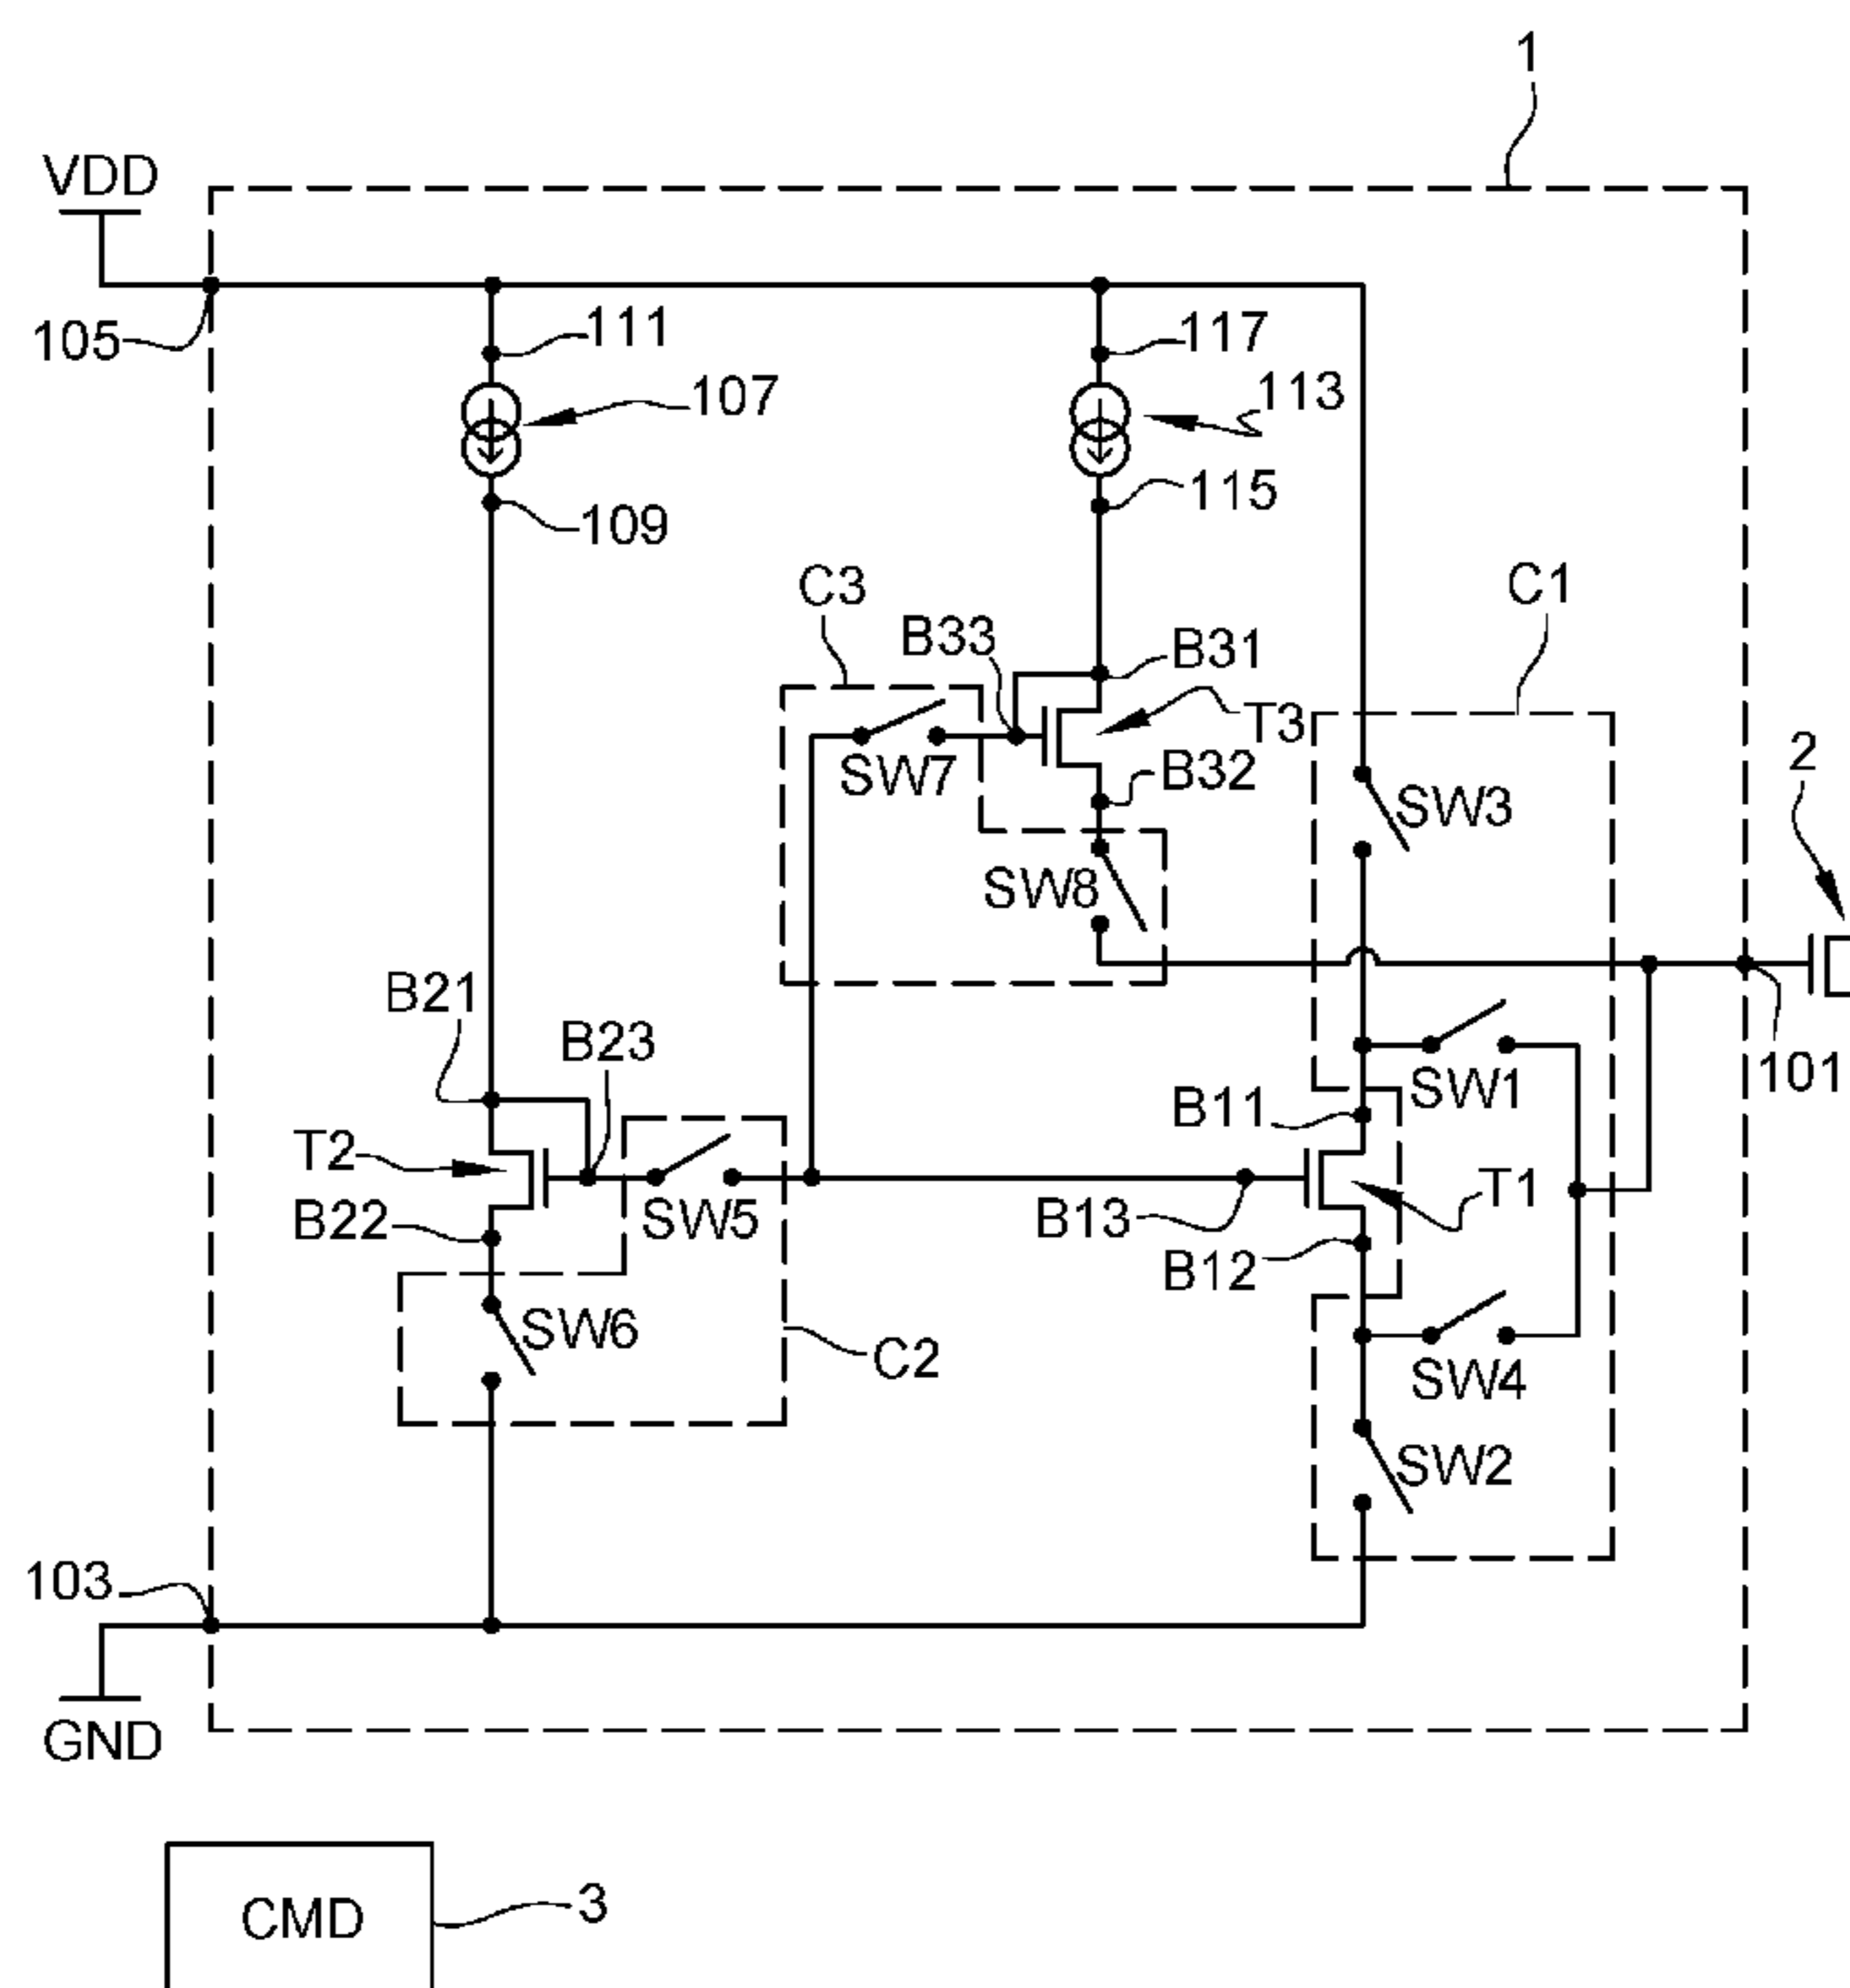 1
VDD
105
111
117
107
113
109
115
C3
C1
B33
B31
T3
SW7
B32
2
SW3
SW8
B21
B23
101
SW1
B11
T2
T1
B22
SW5
B13
B12
SW6
C2
SW4
SW2
103
GND
CMD
3